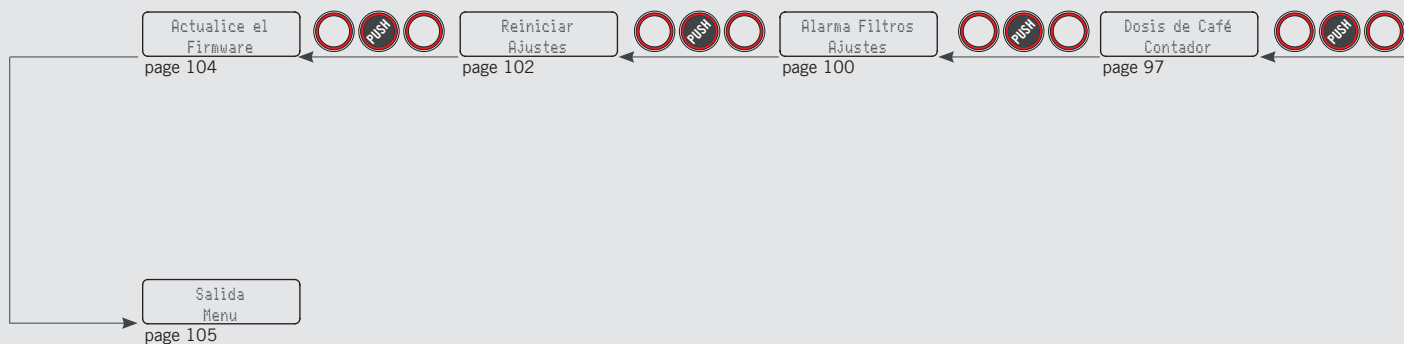 Actualice el
Firmware
PUSH
page 104
Reiniciar
Ajustes
PUSH
page 102
Alarma Filtros
Ajustes
PUSH
page 100
Dosis de Café
Contador
PUSH
page 97
Salida
Menu
page 105